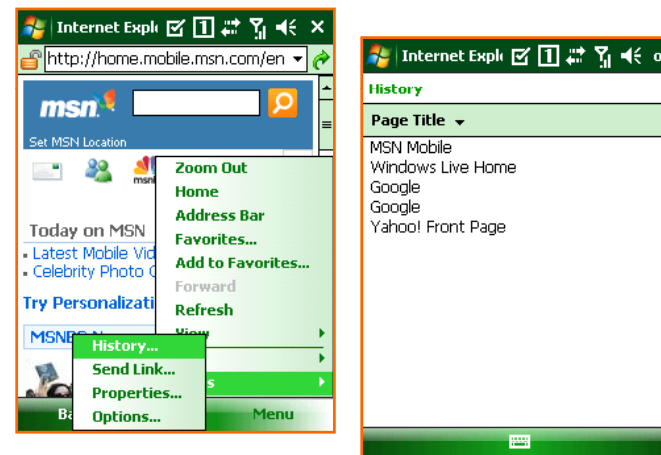 Internet Expl
http://home.mobile.msn.com/en
msn
Set MSN Location
Today on MSN
Latest Mobile Vid
Celebrity Photo
Try Personalizati
Zoom Out
Home
Address Bar
Favorites...
Add to Favorites...
Forward
Refresh
View
History...
Send Link...
Properties...
Options...
Menu
Internet Expl
History
Page Title
MSN Mobile
Windows Live Home
Google
Google
Yahoo! Front Page